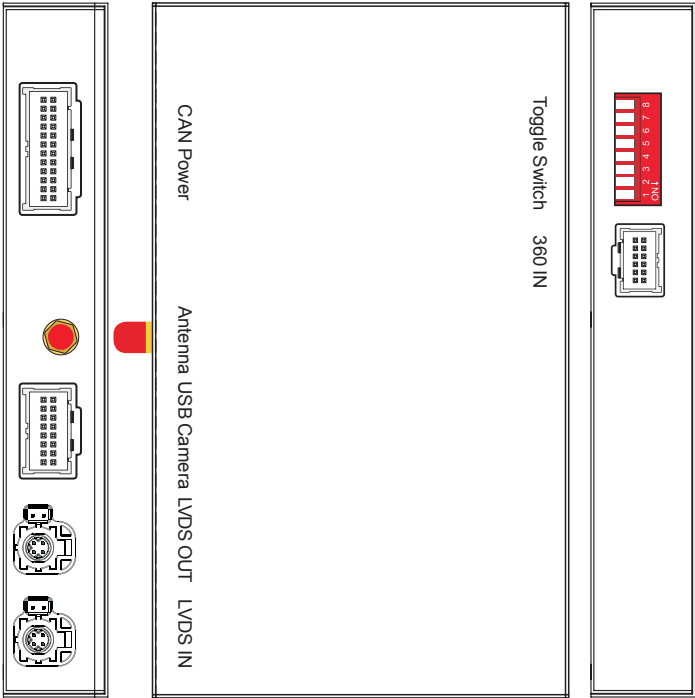 CAN Power
Antenna
USB Camera
LVDS OUT
LVDS IN
Toggle Switch
360 IN
1 2 3 4 5 6 7 8
ON↑